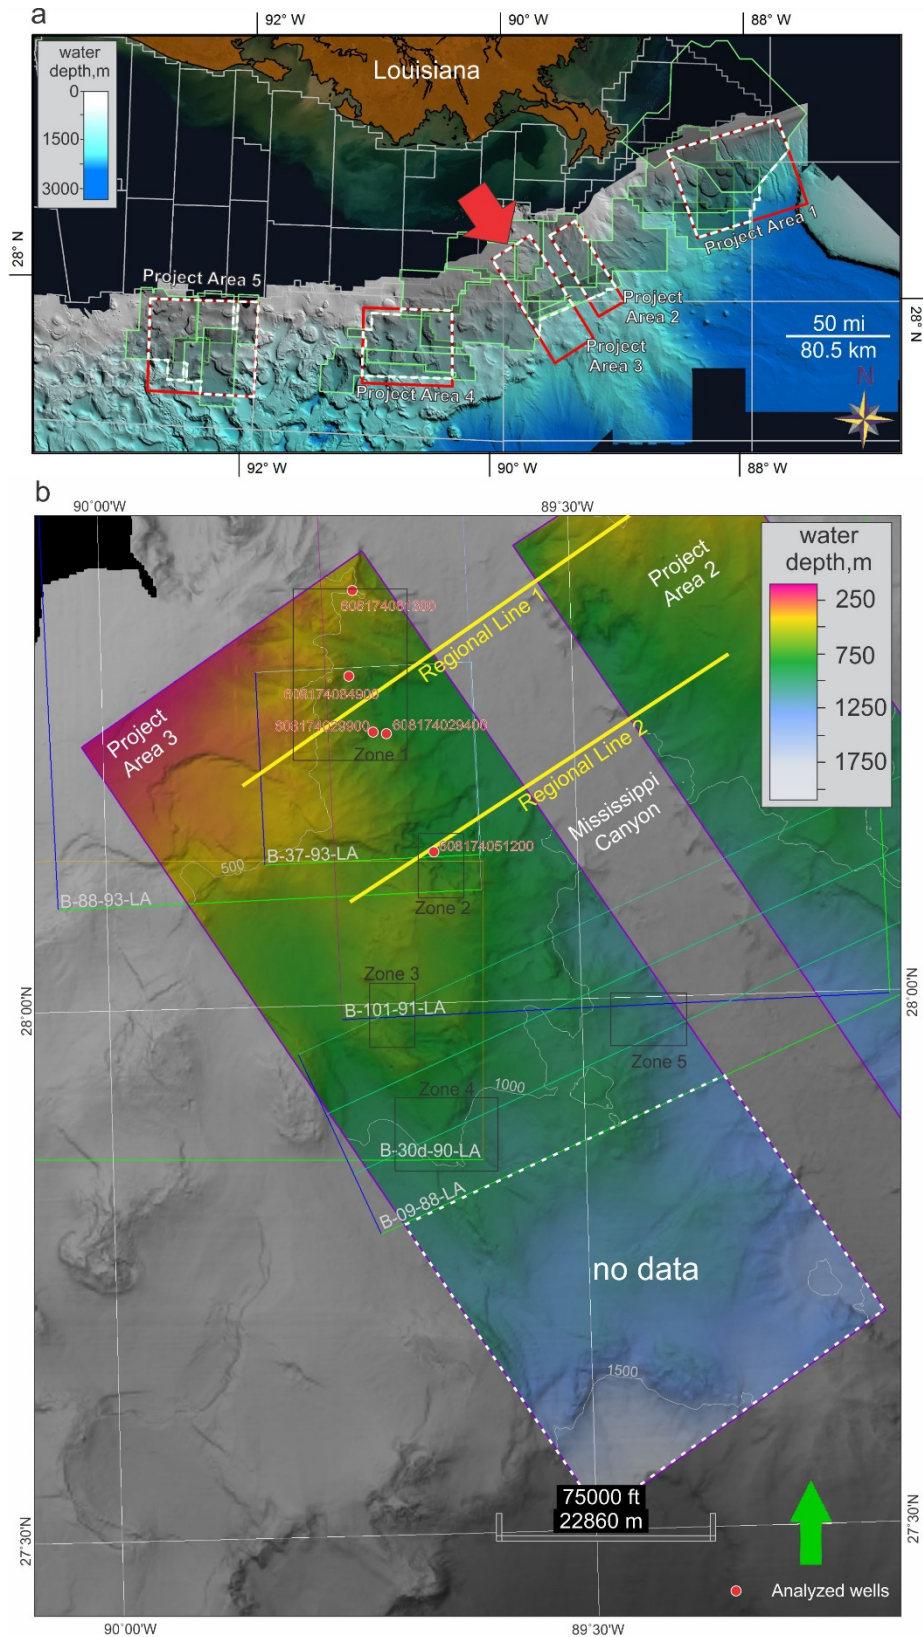 a
92° W
90° W
88° W
water
depth,m
0
1500
3000
Louisiana
28° N
Project Area 1
Project Area 5
Project
Area 2
Project
Area 3
Project Area 4
28° N
50 mi
80.5 km
N
92° W
90° W
88° W
b
90°00'W
89°30'W
water
depth,m
250
750
1250
1750
Project
Area 2
608174061300
Regional Line 1
608174084900
608174029900
608174029400
Zone 1
Project
Area 3
Regional Line 2
Mississippi
Canyon
608174051200
B-37-93-LA
500
B-88-93-LA
Zone 2
Zone 3
28°00'N
B-101-91-LA
28°00'N
Zone 5
Zone 4
1000
B-30d-90-LA
B-09-88-LA
no data
1500
75000 ft
22860 m
27°30'N
27°30'N
Analyzed wells
90°00'W
89°30'W